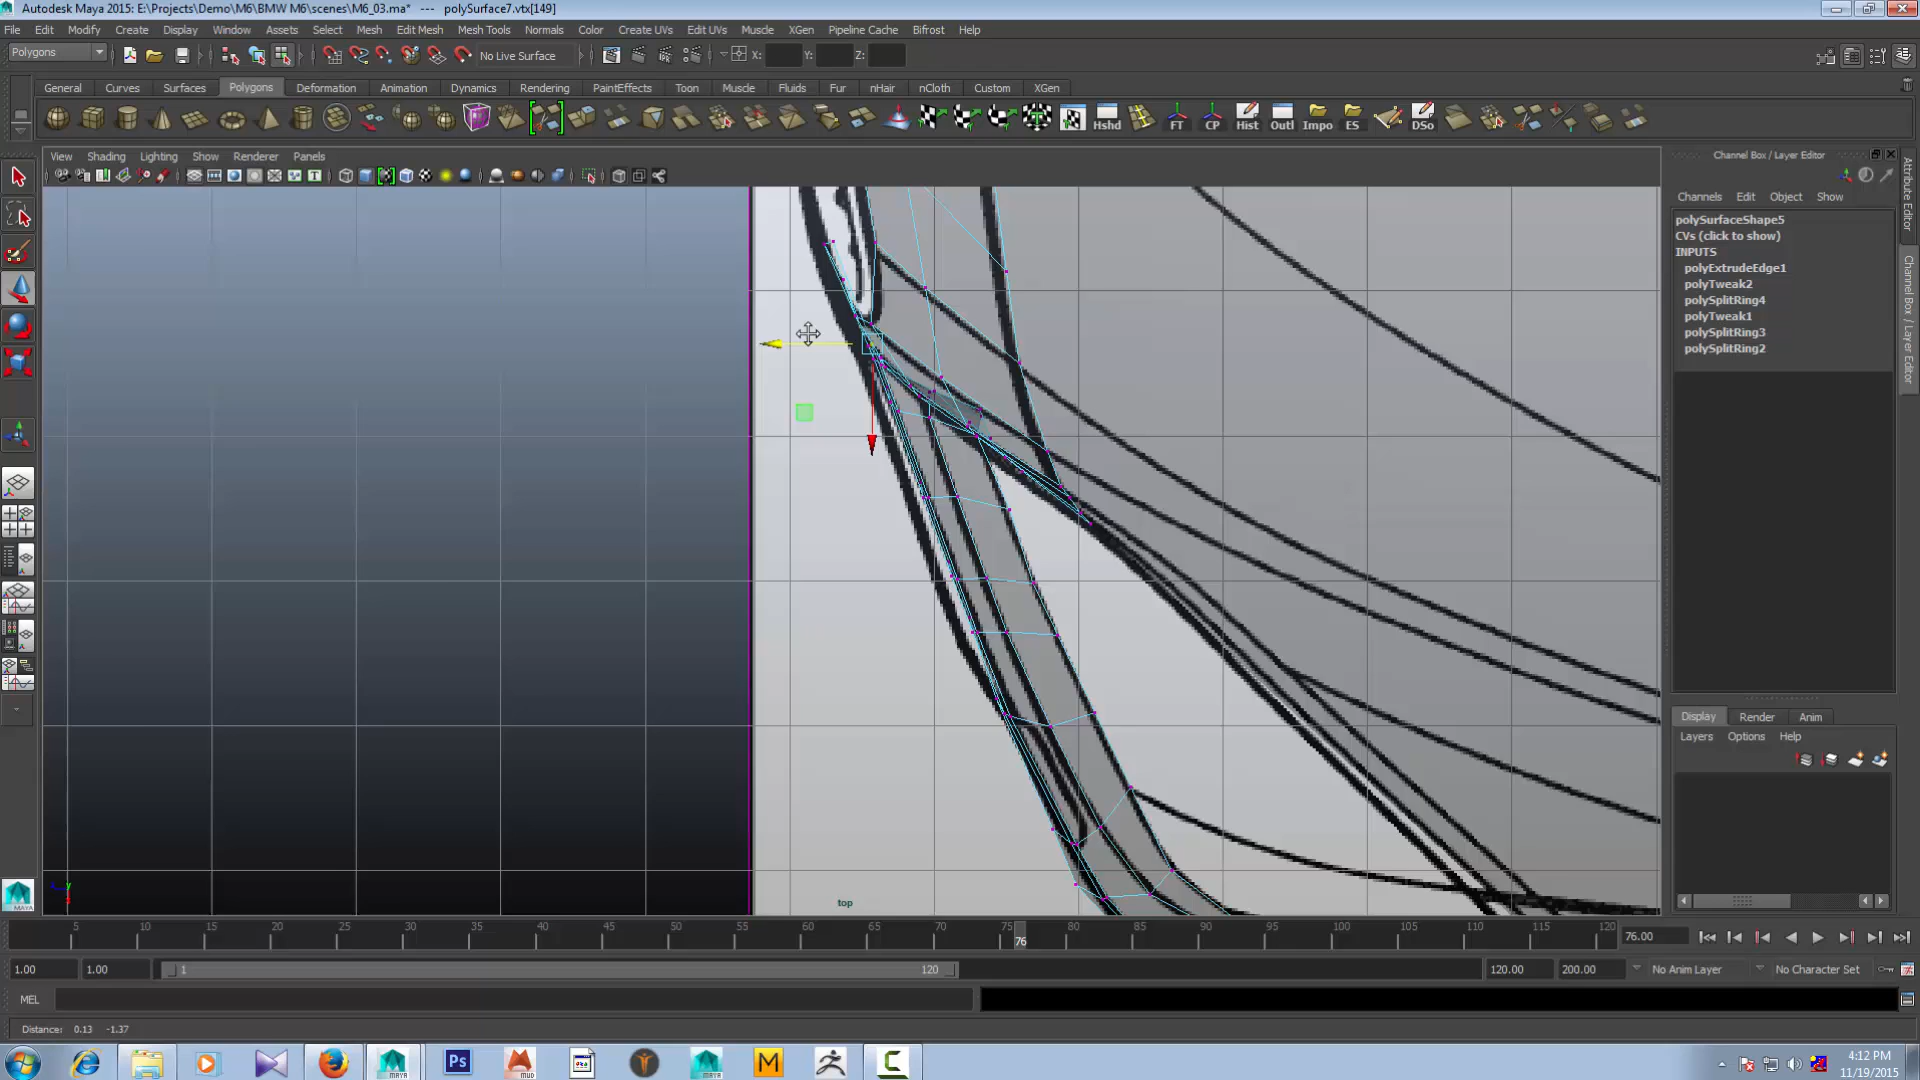 Autodesk Maya 2015: E:\Projects\Demo\M6\BMW M6\scenes\M6_03.ma* --- polySurface7.vtx[149]
File Edit Modify Create Display Window Assets Select Mesh Edit Mesh Mesh Tools Normals Color Create UVs Edit UVs Muscle XGen Pipeline Cache Bifrost Help
Polygons No Live Surface X: Y: Z:
General Curves Surfaces Polygons Deformation Animation Dynamics Rendering PaintEffects Toon Muscle Fluids Fur nHair nCloth Custom XGen
Hshd FT CP Hist Outl Impo ES DSo
View Shading Lighting Show Renderer Panels
Channel Box / Layer Editor
Channels Edit Object Show
polySurfaceShape5
CVs (click to show)
INPUTS
polyExtrudeEdge1
polyTweak2
polySplitRing4
polyTweak1
polySplitRing3
polySplitRing2
Attribute Editor
Channel Box / Layer Editor
Display Render Anim
Layers Options Help
top
5 10 15 20 25 30 35 40 45 50 55 60 65 70 75 80 85 90 95 100 105 110 115 120
76
76.00
1.00 1.00 1 120 120.00 200.00 No Anim Layer No Character Set
MEL
Distance: 0.13 -1.37
4:12 PM
11/19/2015